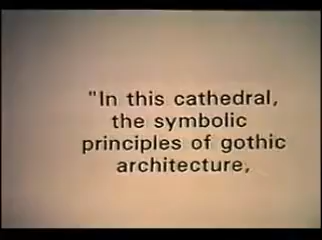 "In this cathedral,
the symbolic
principles of gothic
architecture,